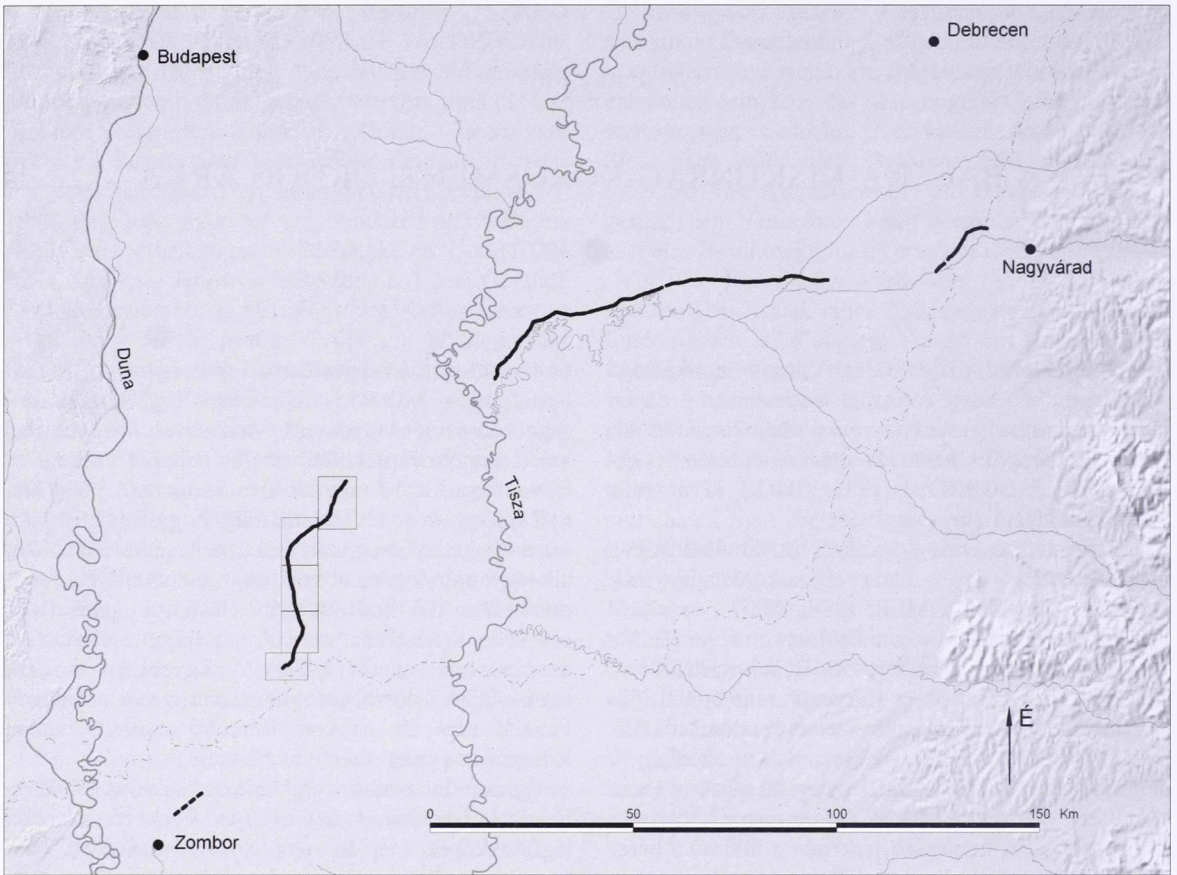 Budapest
Debrecen
Nagyvárad
Duna
Tisza
É
0 50 100 150 Km
Zombor